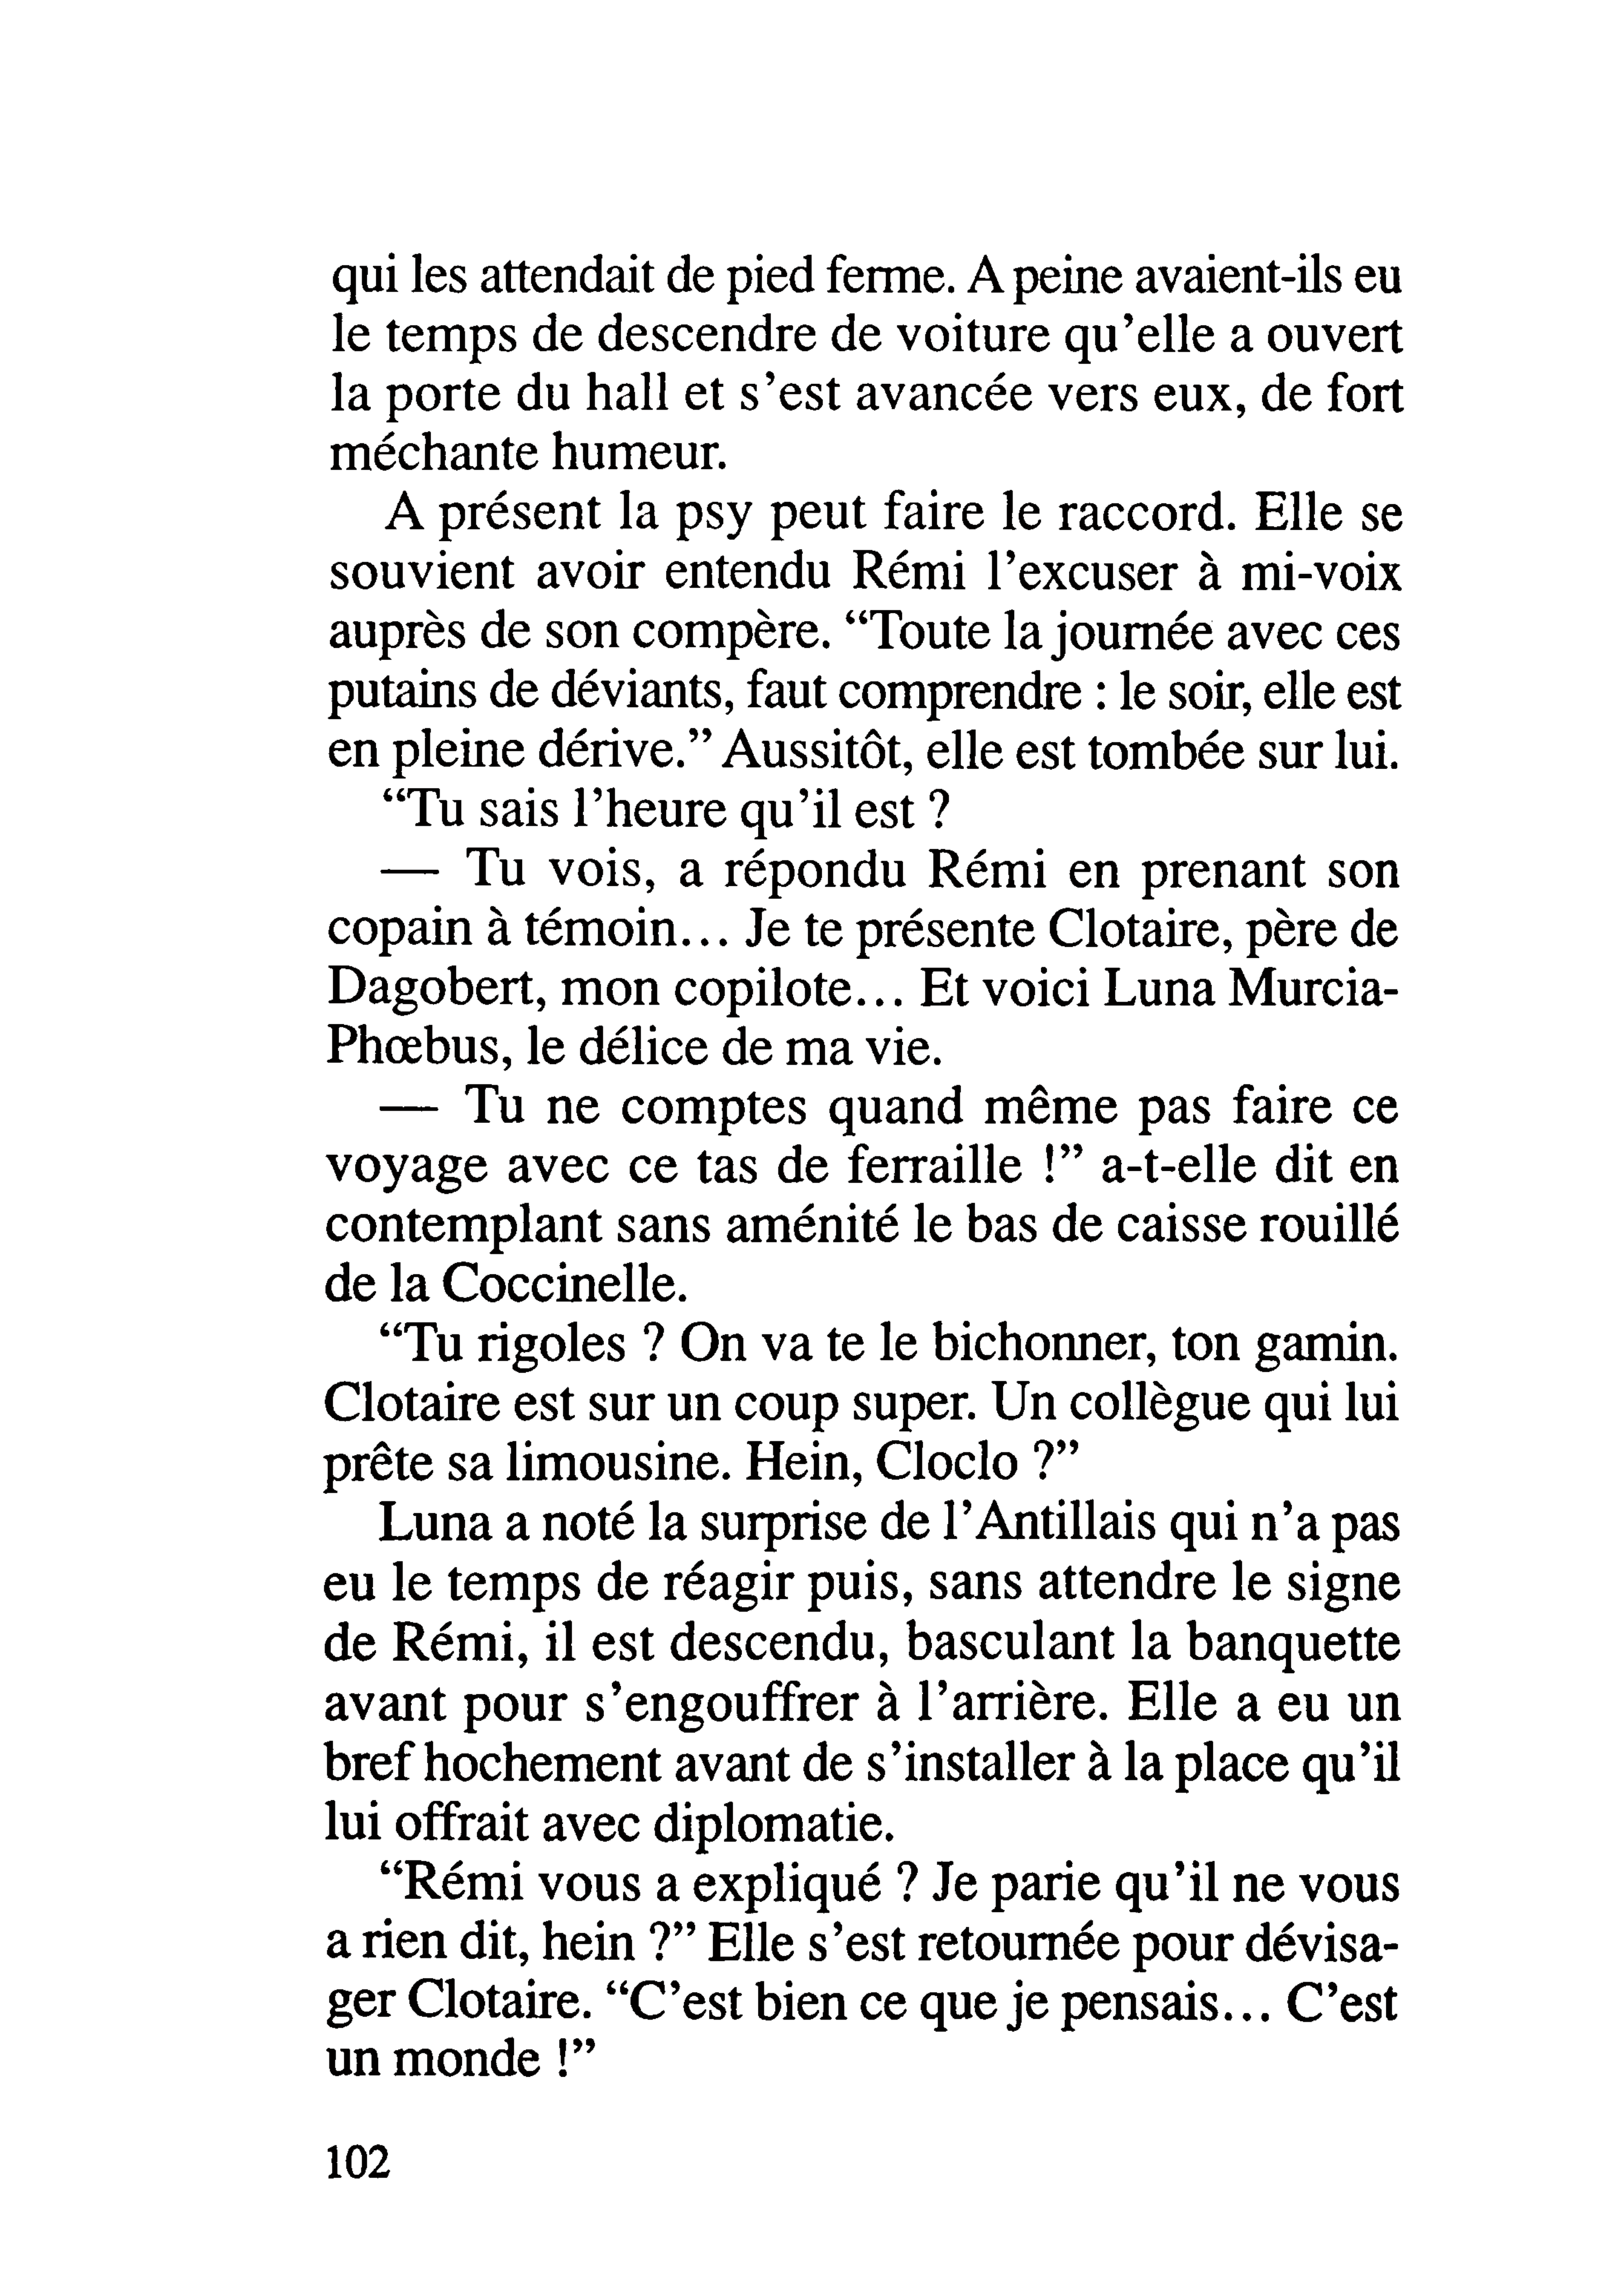 qui les attendait de pied ferme. A peine avaient-ils eu
le temps de descendre de voiture qu’elle a ouvert
la porte du hall et s’est avancée vers eux, de fort
méchante humeur.
A présent la psy peut faire le raccord. Elle se
souvient avoir entendu Rémi l’excuser à mi-voix
auprès de son compère. “Toute la journée avec ces
putains de déviants, faut comprendre : le soir, elle est
en pleine dérive.” Aussitôt, elle est tombée sur lui.
“Tu sais l’heure qu’il est ?
— Tu vois, a répondu Rémi en prenant son
copain à témoin... Je te présente Clotaire, père de
Dagobert, mon copilote... Et voici Luna Murcia-
Phœbus, le délice de ma vie.
— Tu ne comptes quand même pas faire ce
voyage avec ce tas de ferraille !” a-t-elle dit en
contemplant sans aménité le bas de caisse rouillé
de la Coccinelle.
“Tu rigoles ? On va te le bichonner, ton gamin.
Clotaire est sur un coup super. Un collègue qui lui
prête sa limousine. Hein, Cloclo ?”
Luna a noté la surprise de l’Antillais qui n’a pas
eu le temps de réagir puis, sans attendre le signe
de Rémi, il est descendu, basculant la banquette
avant pour s’engouffrer à l’arrière. Elle a eu un
bref hochement avant de s’installer à la place qu’il
lui offrait avec diplomatie.
“Rémi vous a expliqué ? Je parie qu’il ne vous
a rien dit, hein ?” Elle s’est retournée pour dévisa-
ger Clotaire. “C’est bien ce que je pensais... C’est
un monde !”
102